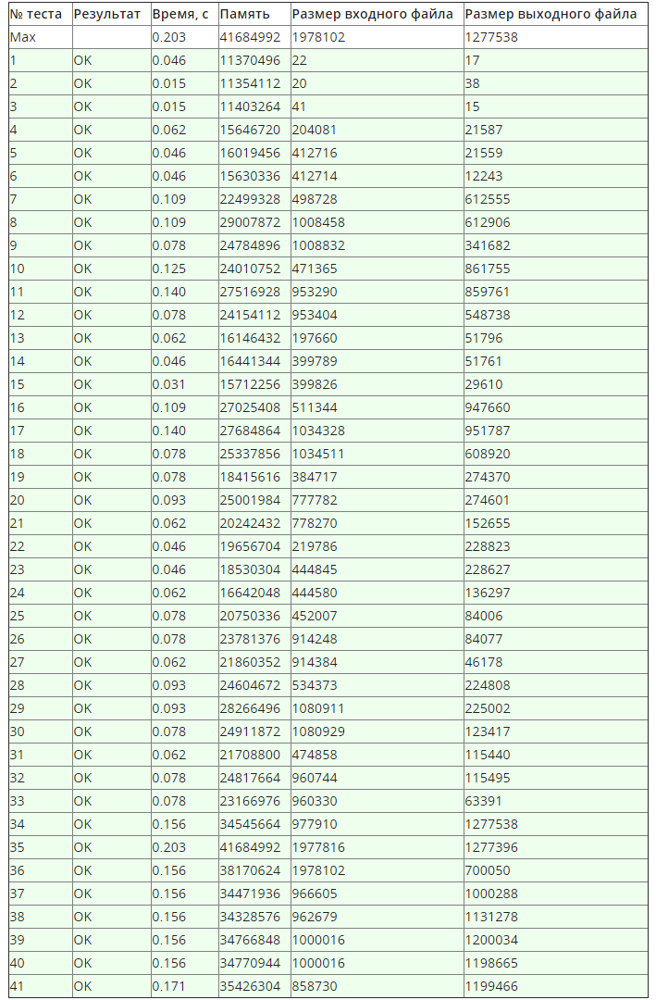 № теста Результат Время, с Память Размер входного файла Размер выходного файла
Max 0.203 41684992 1978102 1277538
1 OK 0.046 11370496 22 17
2 OK 0.015 11354112 20 38
3 OK 0.015 11403264 41 15
4 OK 0.062 15646720 204081 21587
5 OK 0.046 16019456 412716 21559
6 OK 0.046 15630336 412714 12243
7 OK 0.109 22499328 498728 612555
8 OK 0.109 29007872 1008458 612906
9 OK 0.078 24784896 1008832 341682
10 OK 0.125 24010752 471365 861755
11 OK 0.140 27516928 953290 859761
12 OK 0.078 24154112 953404 548738
13 OK 0.062 16146432 197660 51796
14 OK 0.046 16441344 399789 51761
15 OK 0.031 15712256 399826 29610
16 OK 0.109 27025408 511344 947660
17 OK 0.140 27684864 1034328 951787
18 OK 0.078 25337856 1034511 608920
19 OK 0.078 18415616 384717 274370
20 OK 0.093 25001984 777782 274601
21 OK 0.062 20242432 778270 152655
22 OK 0.046 19656704 219786 228823
23 OK 0.046 18530304 444845 228627
24 OK 0.062 16642048 444580 136297
25 OK 0.078 20750336 452007 84006
26 OK 0.078 23781376 914248 84077
27 OK 0.062 21860352 914384 46178
28 OK 0.093 24604672 534373 224808
29 OK 0.093 28266496 1080911 225002
30 OK 0.078 24911872 1080929 123417
31 OK 0.062 21708800 474858 115440
32 OK 0.078 24817664 960744 115495
33 OK 0.078 23166976 960330 63391
34 OK 0.156 34545664 977910 1277538
35 OK 0.203 41684992 1977816 1277396
36 OK 0.156 38170624 1978102 700050
37 OK 0.156 34471936 966605 1000288
38 OK 0.156 34328576 962679 1131278
39 OK 0.156 34766848 1000016 1200034
40 OK 0.156 34770944 1000016 1198665
41 OK 0.171 35426304 858730 1199466